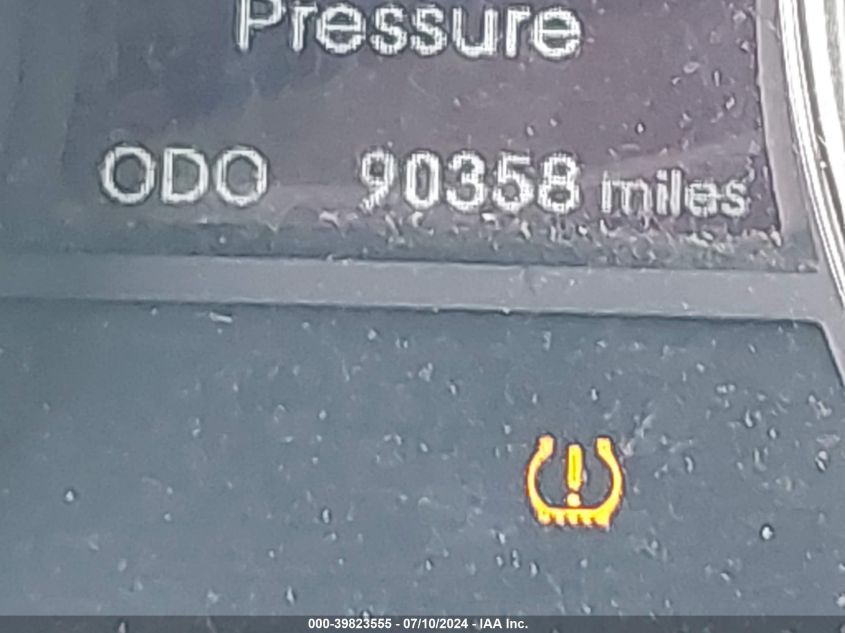 Pressure
ODO 90358 miles
000-39823555 - 07/10/2024 - IAA Inc.